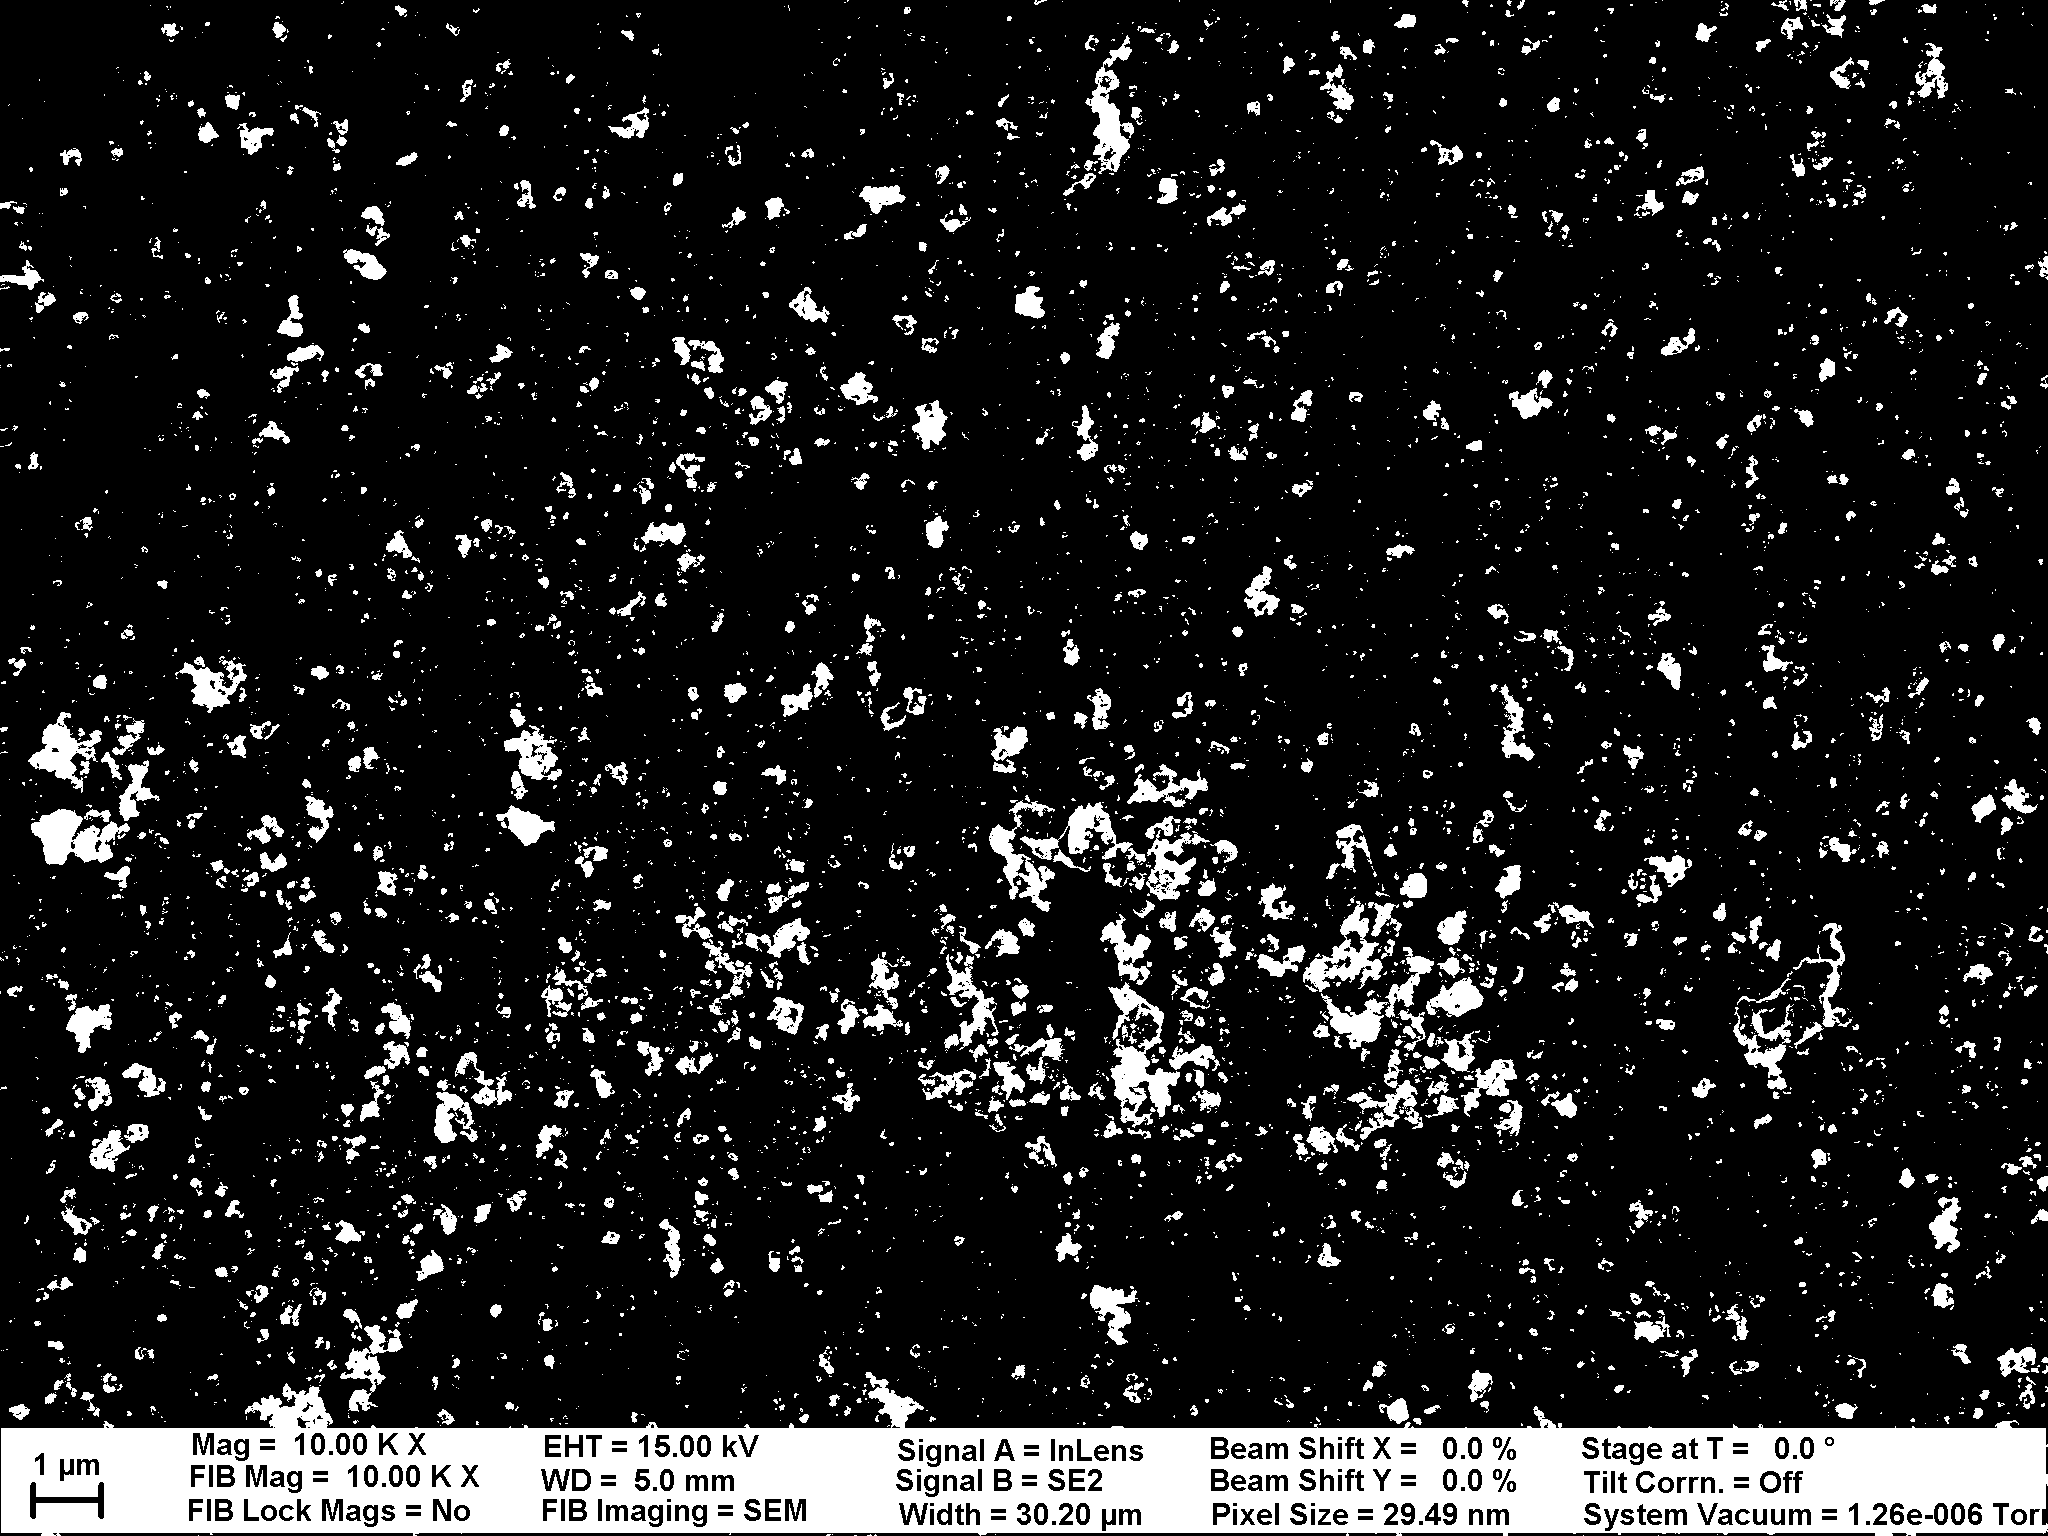 1 µm
Mag = 10.00 K X
FIB Mag = 10.00 K X
FIB Lock Mags = No
EHT = 15.00 kV
WD = 5.0 mm
FIB Imaging = SEM
Signal A = InLens
Signal B = SE2
Width = 30.20 µm
Beam Shift X = 0.0 %
Beam Shift Y = 0.0 %
Pixel Size = 29.49 nm
Stage at T = 0.0 °
Tilt Corrn. = Off
System Vacuum = 1.26e-006 Torr